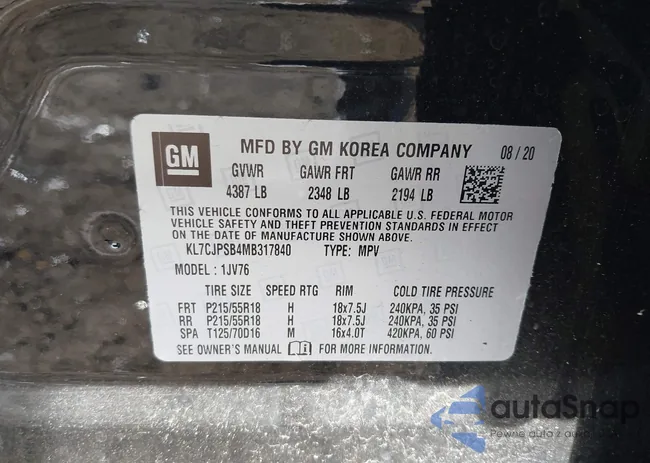 GM MFD BY GM KOREA COMPANY 08 / 20
GVWR GAWR FRT GAWR RR
4387 LB 2348 LB 2194 LB
THIS VEHICLE CONFORMS TO ALL APPLICABLE U.S. FEDERAL MOTOR
VEHICLE SAFETY AND THEFT PREVENTION STANDARDS IN EFFECT
ON THE DATE OF MANUFACTURE SHOWN ABOVE.
KL7CJPSB4MB317840 TYPE: MPV
MODEL : 1JV76
TIRE SIZE SPEED RTG RIM COLD TIRE PRESSURE
FRT P215/55R18 H 18x7.5J 240KPA, 35 PSI
RR P215/55R18 H 18x7.5J 240KPA, 35 PSI
SPA T125/70D16 M 16x4.0T 420KPA, 60 PSI
SEE OWNER'S MANUAL FOR MORE INFORMATION.
autoSnap
Pewne auto z aukcji